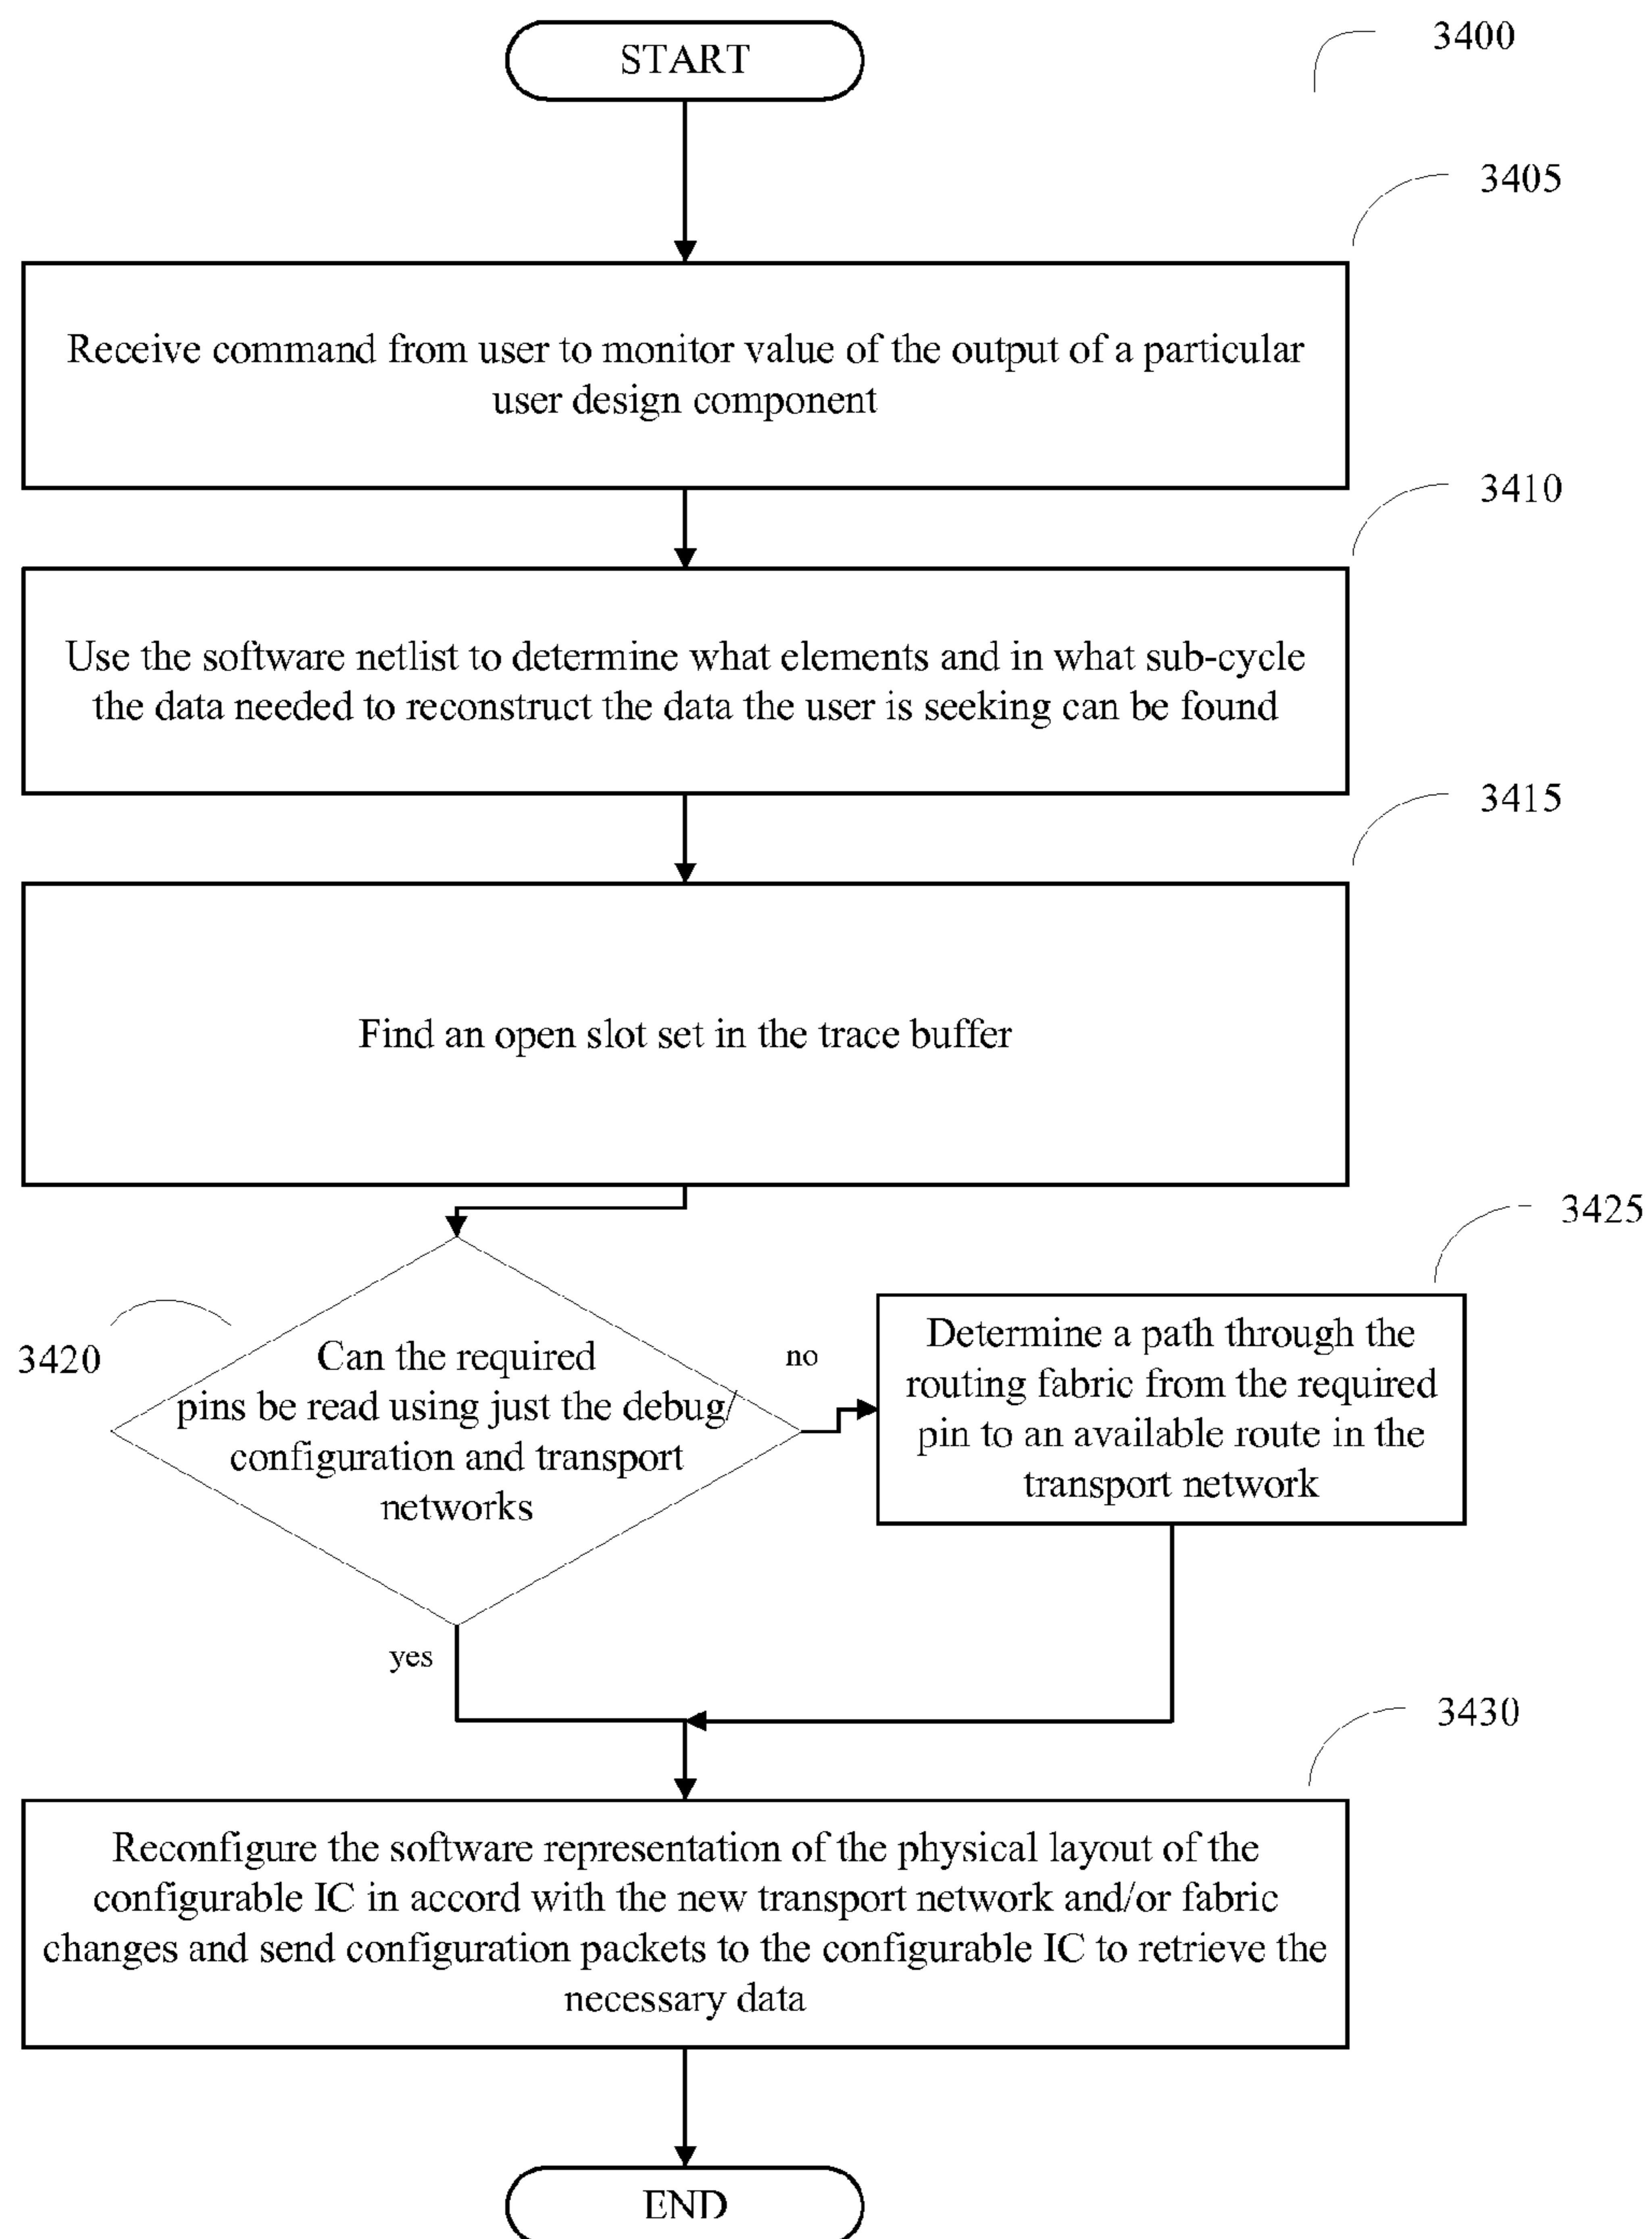 START
3400
3405
Receive command from user to monitor value of the output of a particular
user design component
3410
Use the software netlist to determine what elements and in what sub-cycle
the data needed to reconstruct the data the user is seeking can be found
3415
Find an open slot set in the trace buffer
3420
Can the required
pins be read using just the debug/
configuration and transport
networks
no
3425
Determine a path through the
routing fabric from the required
pin to an available route in the
transport network
yes
3430
Reconfigure the software representation of the physical layout of the
configurable IC in accord with the new transport network and/or fabric
changes and send configuration packets to the configurable IC to retrieve the
necessary data
END